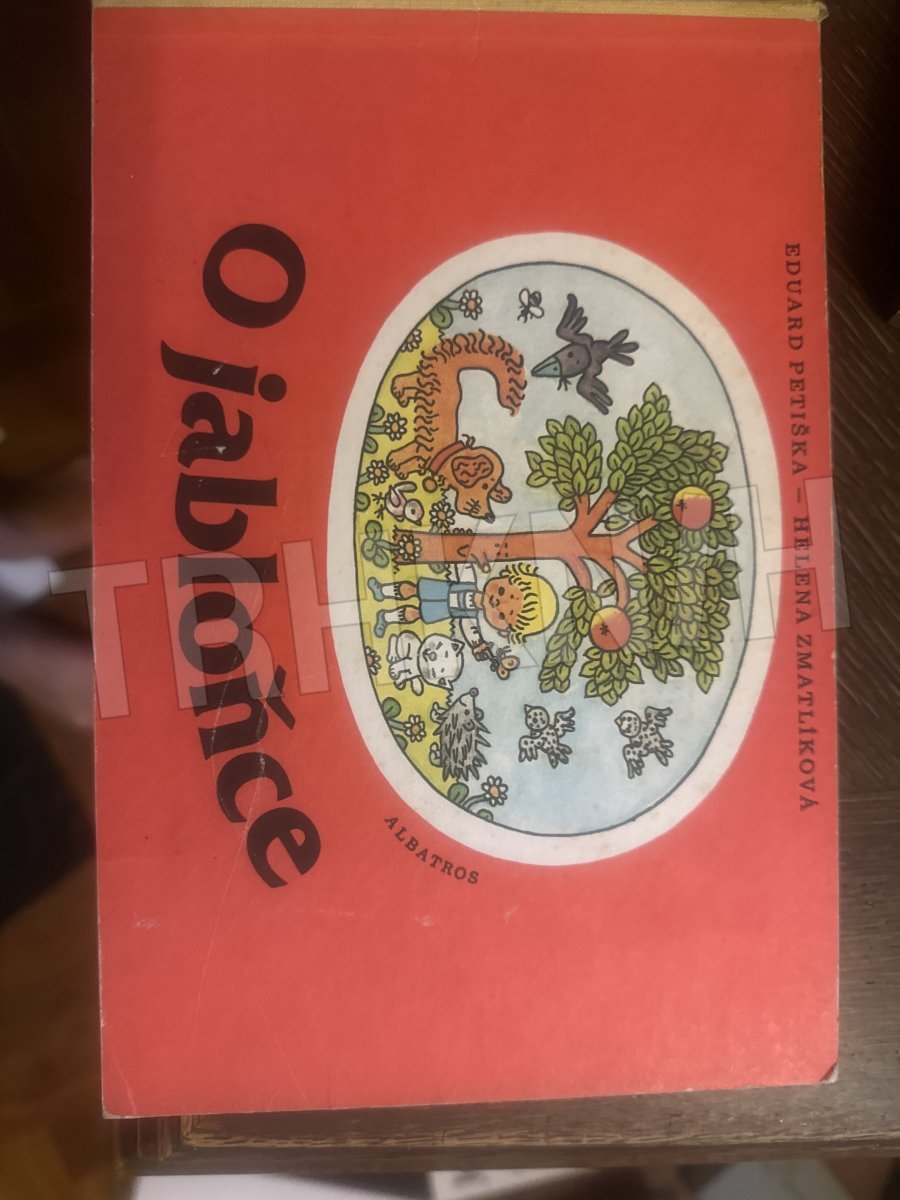 EDUARD PETIŠKA – HELENA ZMATLÍKOVÁ
ALBATROS
O jabloňce